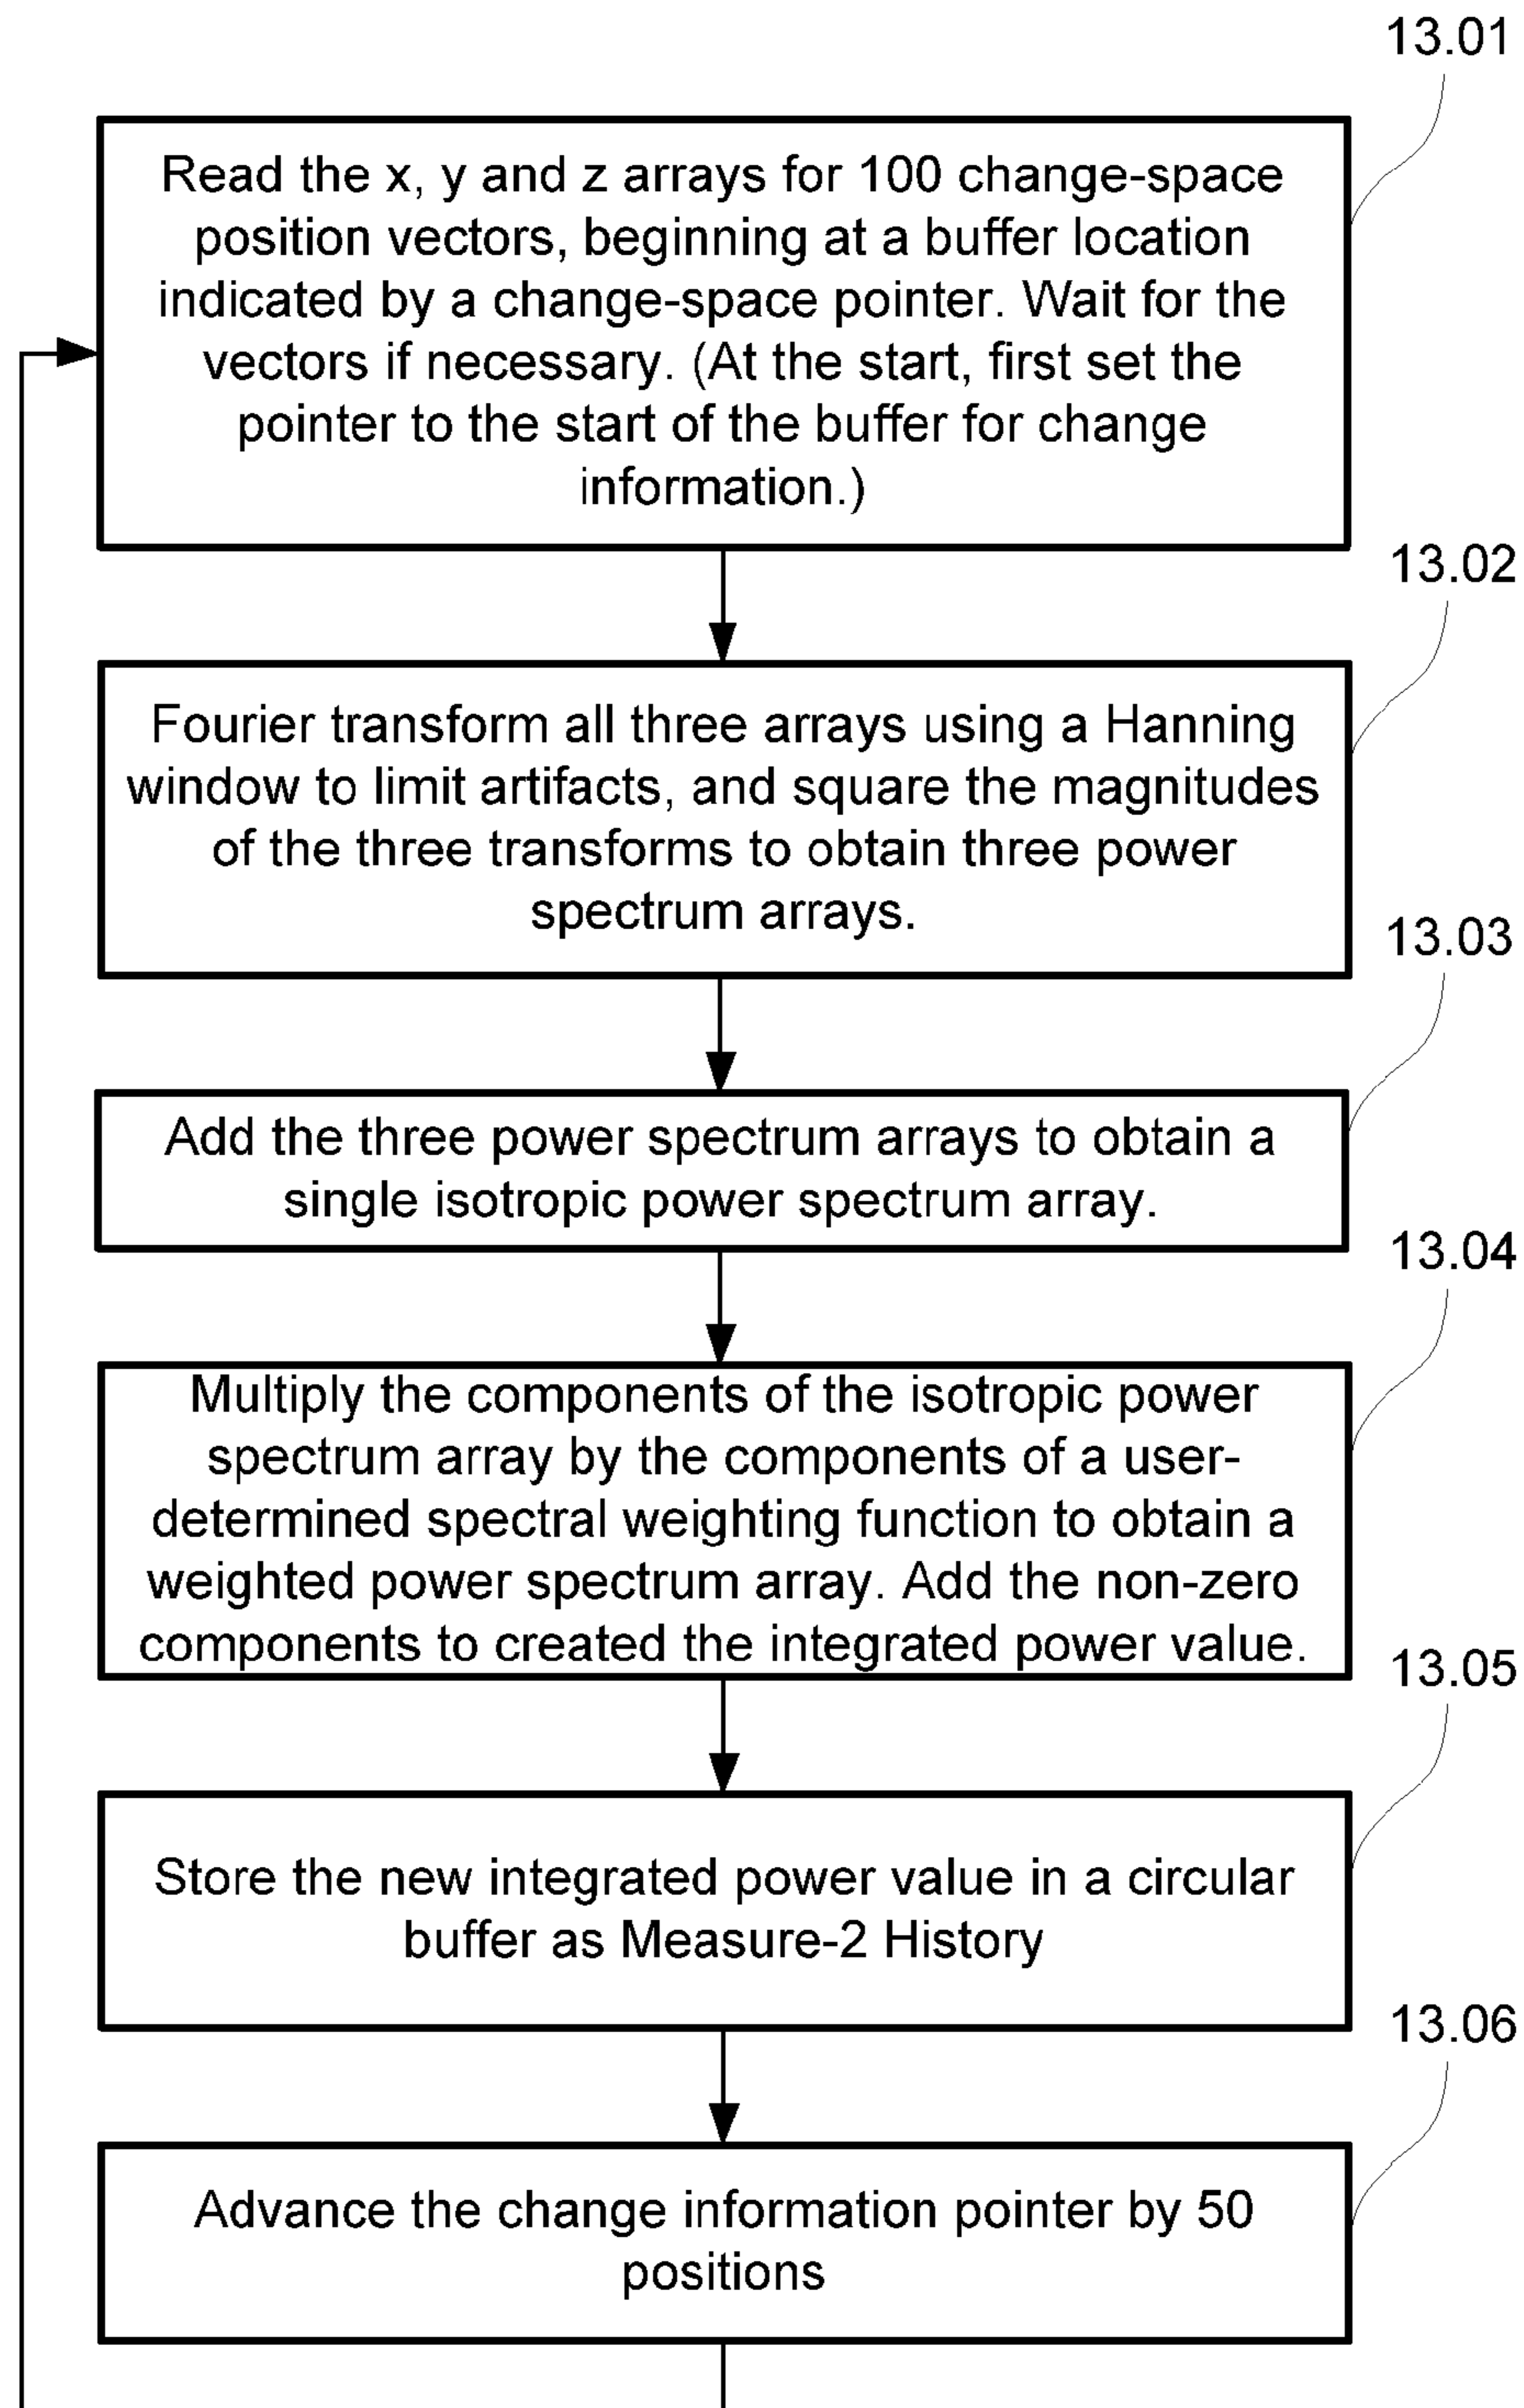 13.01
Read the x, y and z arrays for 100 change-space
position vectors, beginning at a buffer location
indicated by a change-space pointer. Wait for the
vectors if necessary. (At the start, first set the
pointer to the start of the buffer for change
information.)
13.02
Fourier transform all three arrays using a Hanning
window to limit artifacts, and square the magnitudes
of the three transforms to obtain three power
spectrum arrays.
13.03
Add the three power spectrum arrays to obtain a
single isotropic power spectrum array.
13.04
Multiply the components of the isotropic power
spectrum array by the components of a user-
determined spectral weighting function to obtain a
weighted power spectrum array. Add the non-zero
components to created the integrated power value.
13.05
Store the new integrated power value in a circular
buffer as Measure-2 History
13.06
Advance the change information pointer by 50
positions